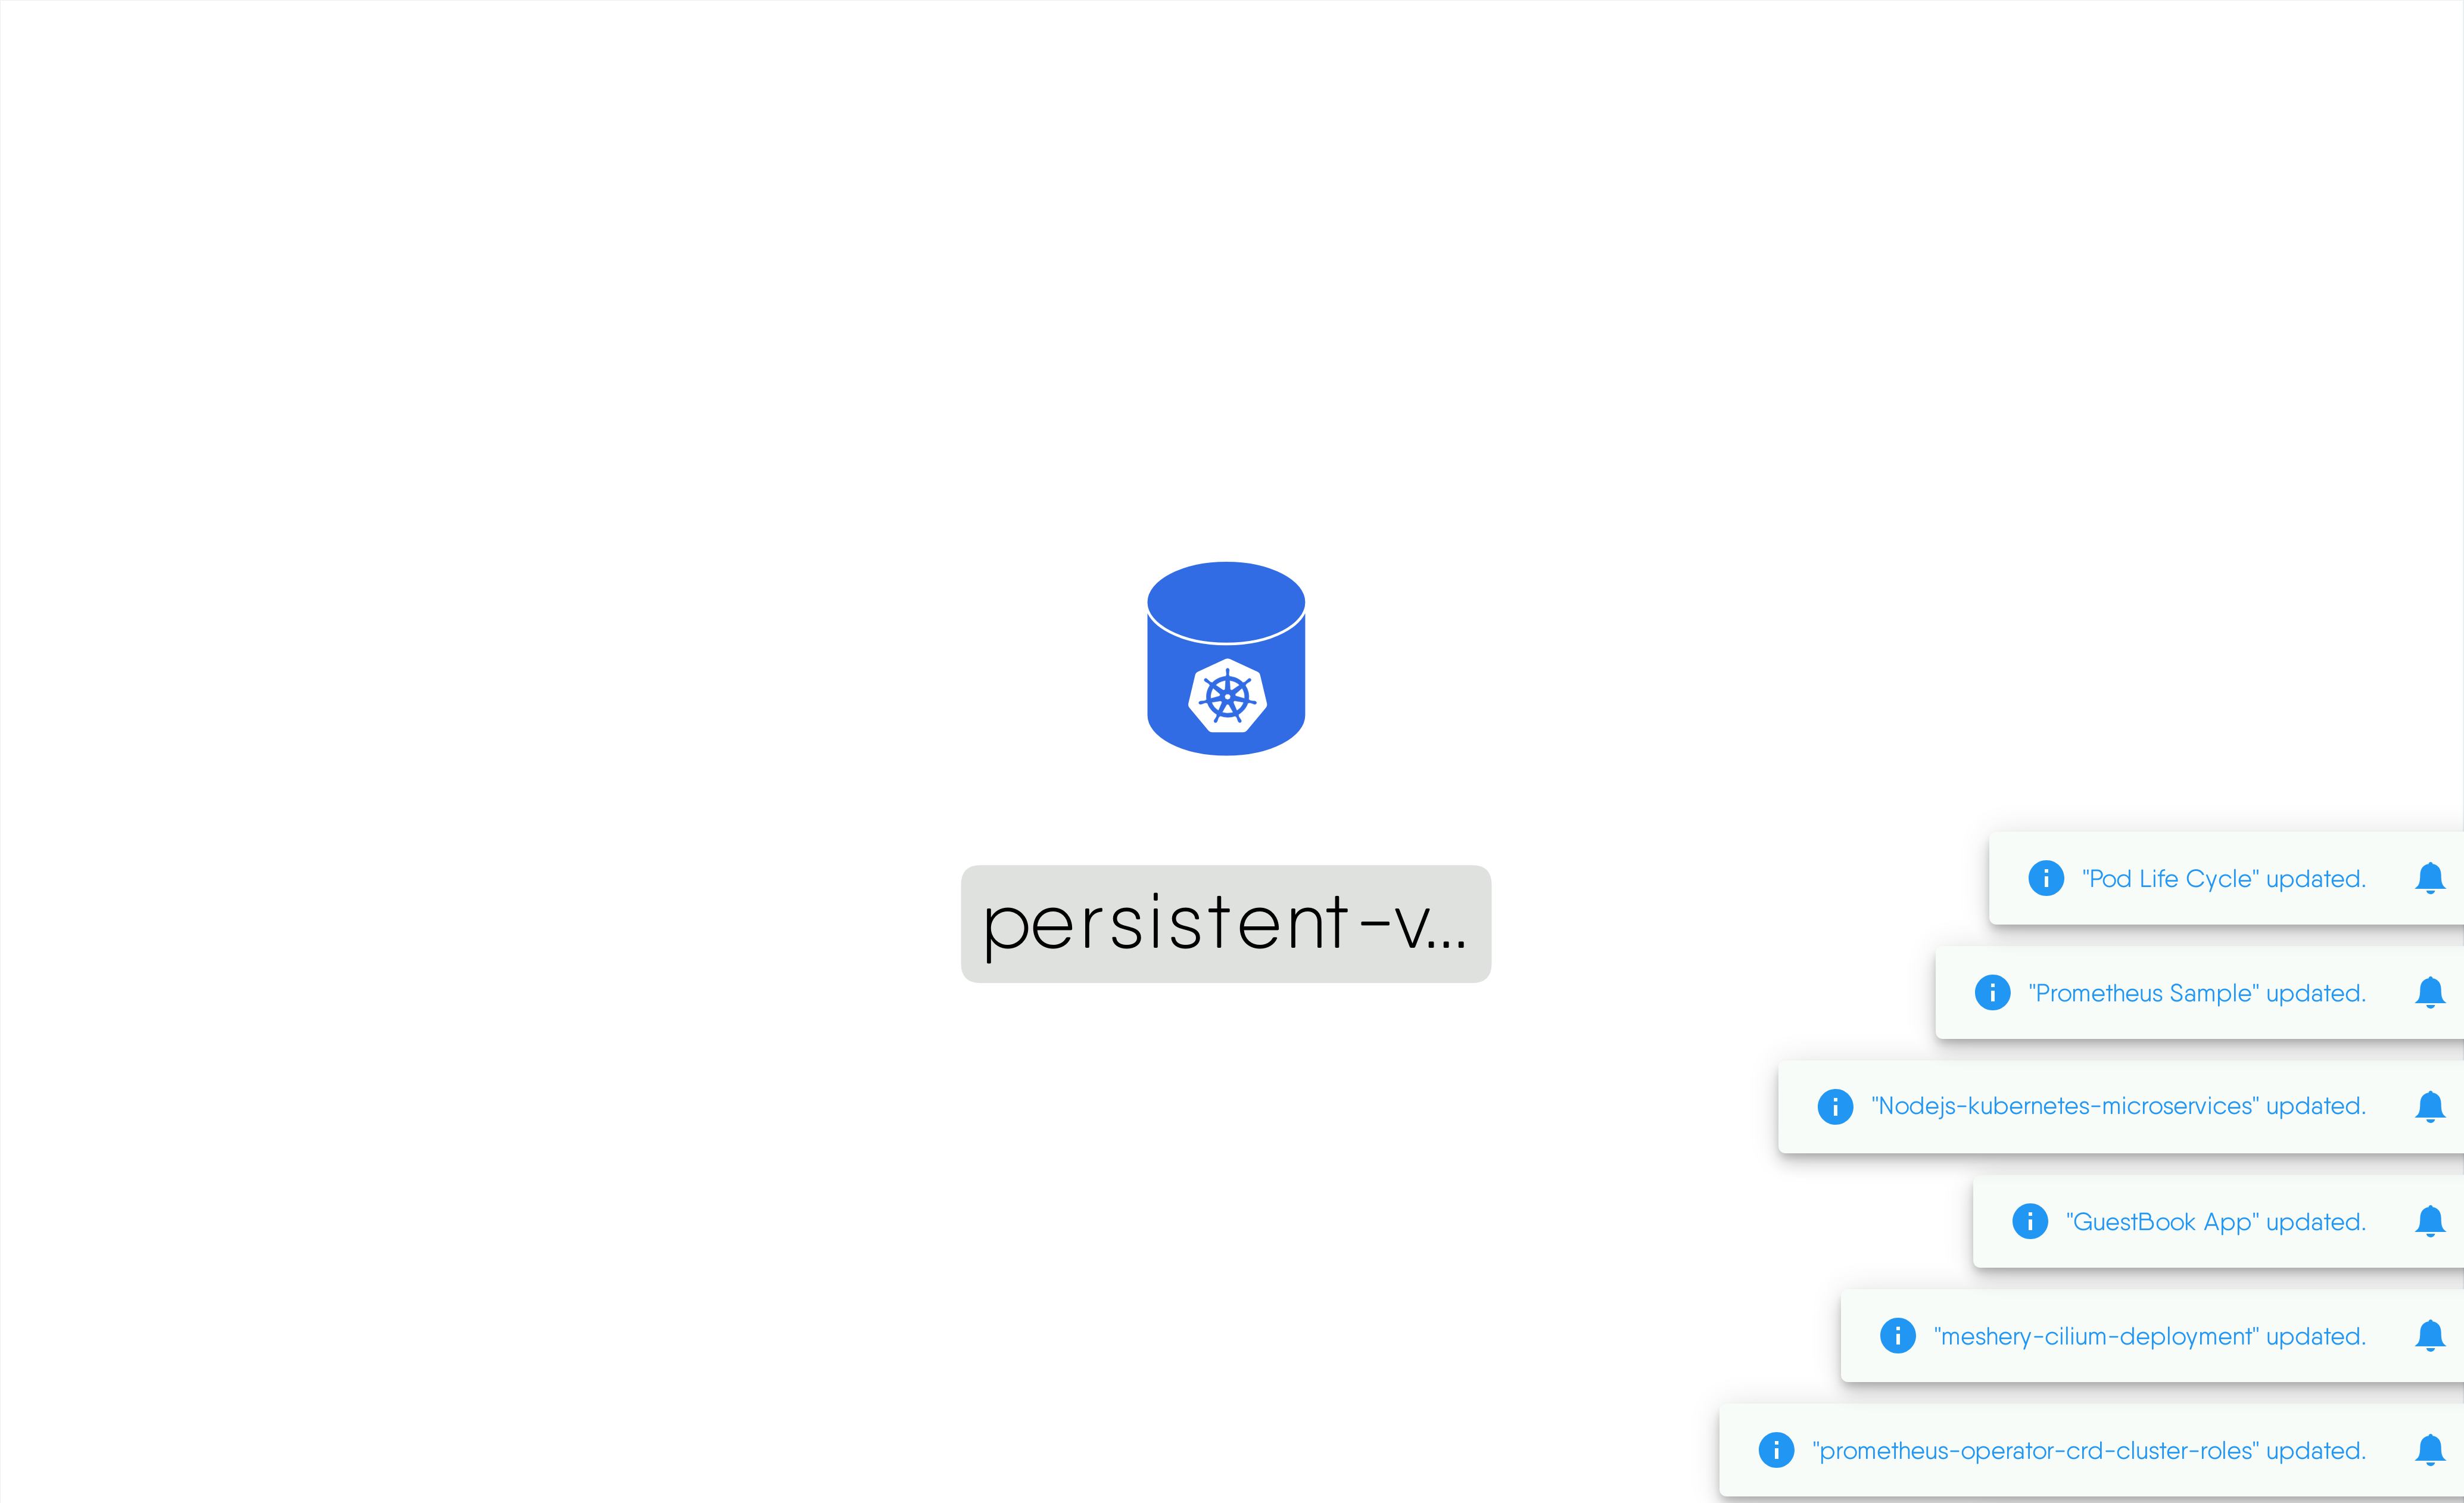 persistent-v...
"Pod Life Cycle" updated.
"Prometheus Sample" updated.
"Nodejs-kubernetes-microservices" updated.
"GuestBook App" updated.
"meshery-cilium-deployment" updated.
"prometheus-operator-crd-cluster-roles" updated.